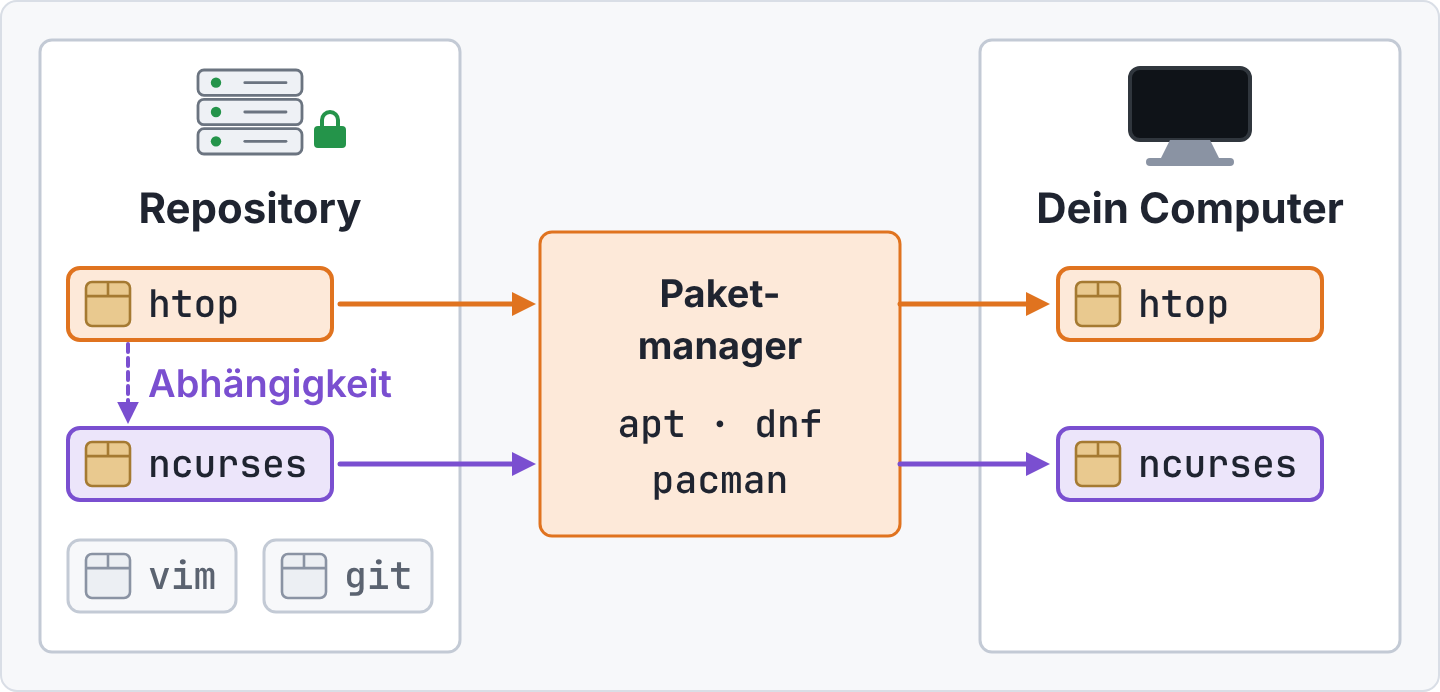 Repository
htop
Abhängigkeit
ncurses
vim
git
Paket-
manager
apt · dnf
pacman
Dein Computer
htop
ncurses